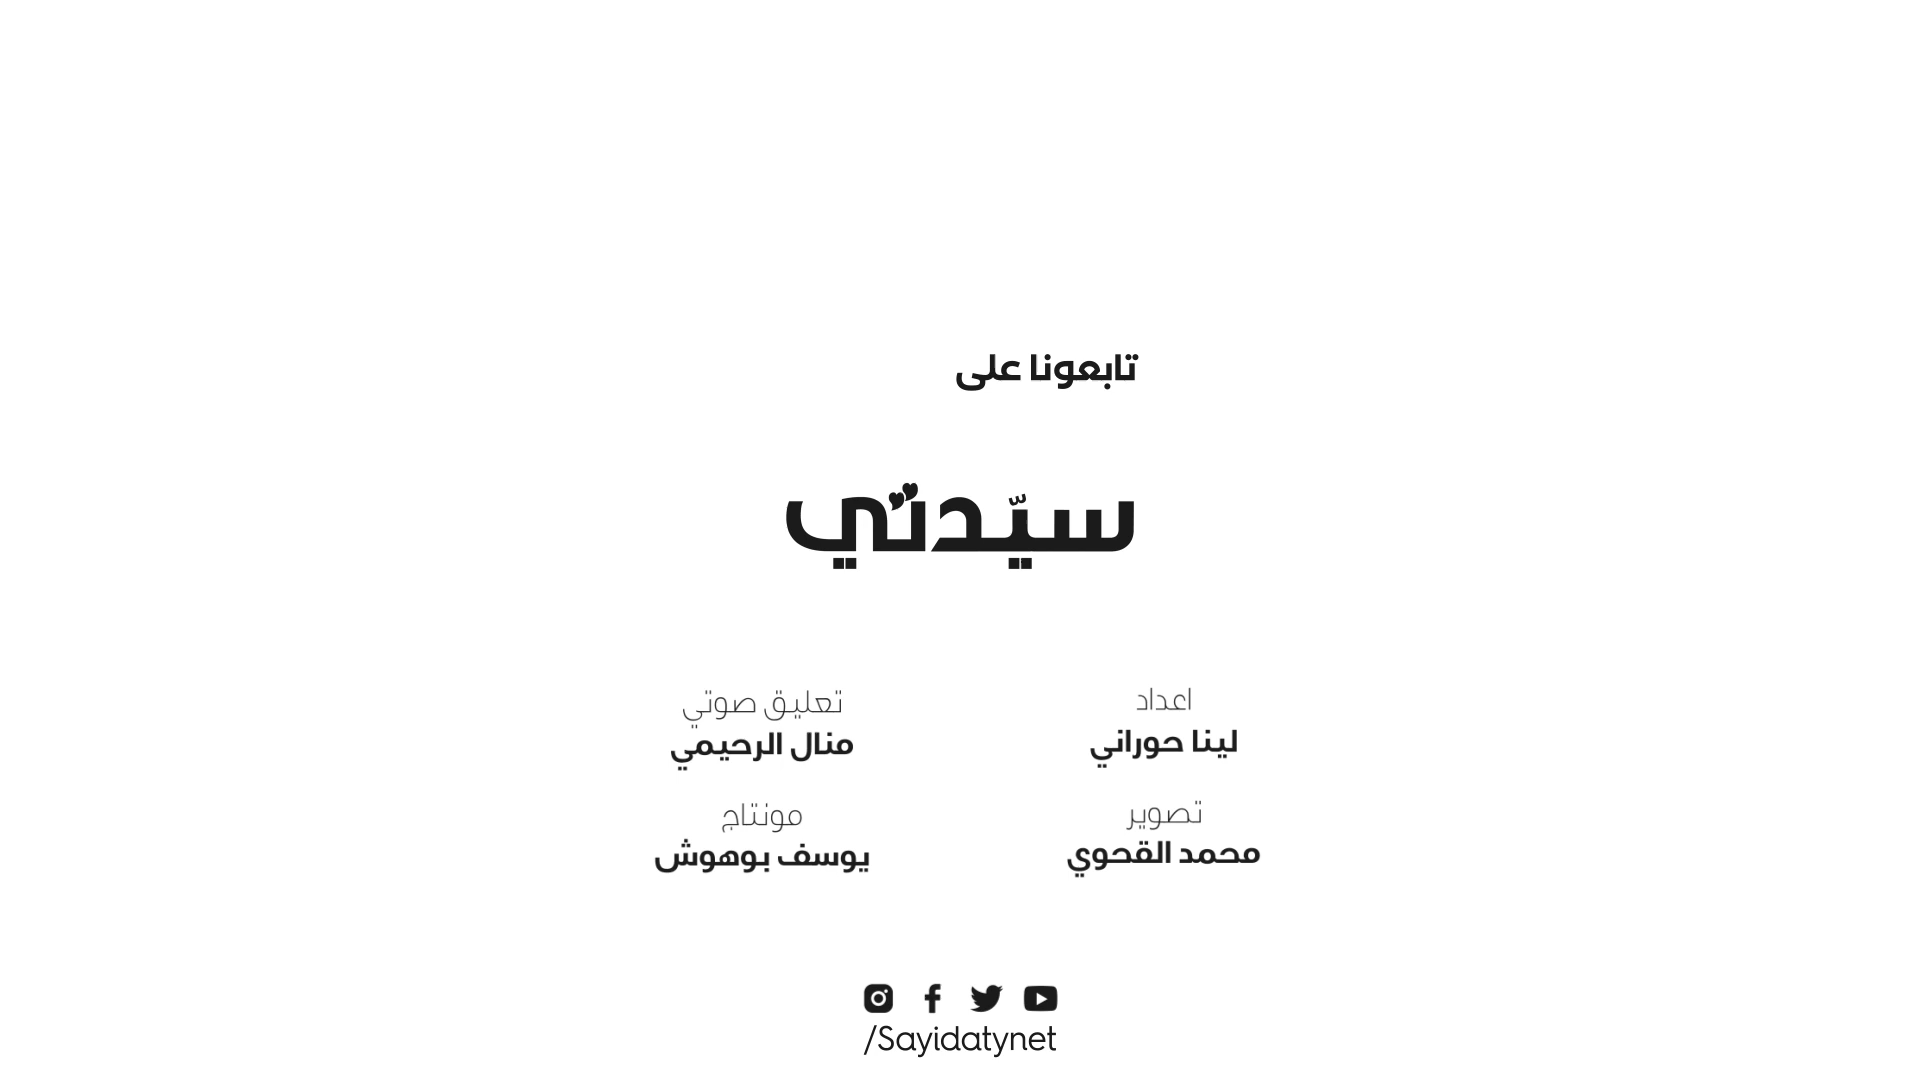 تابعونا على
سيّدتي
اعداد
لينا حوراني
تعليق صوتي
منال الرحيمي
تصوير
محمد القحوي
مونتاج
يوسف بوهوش
/Sayidatynet